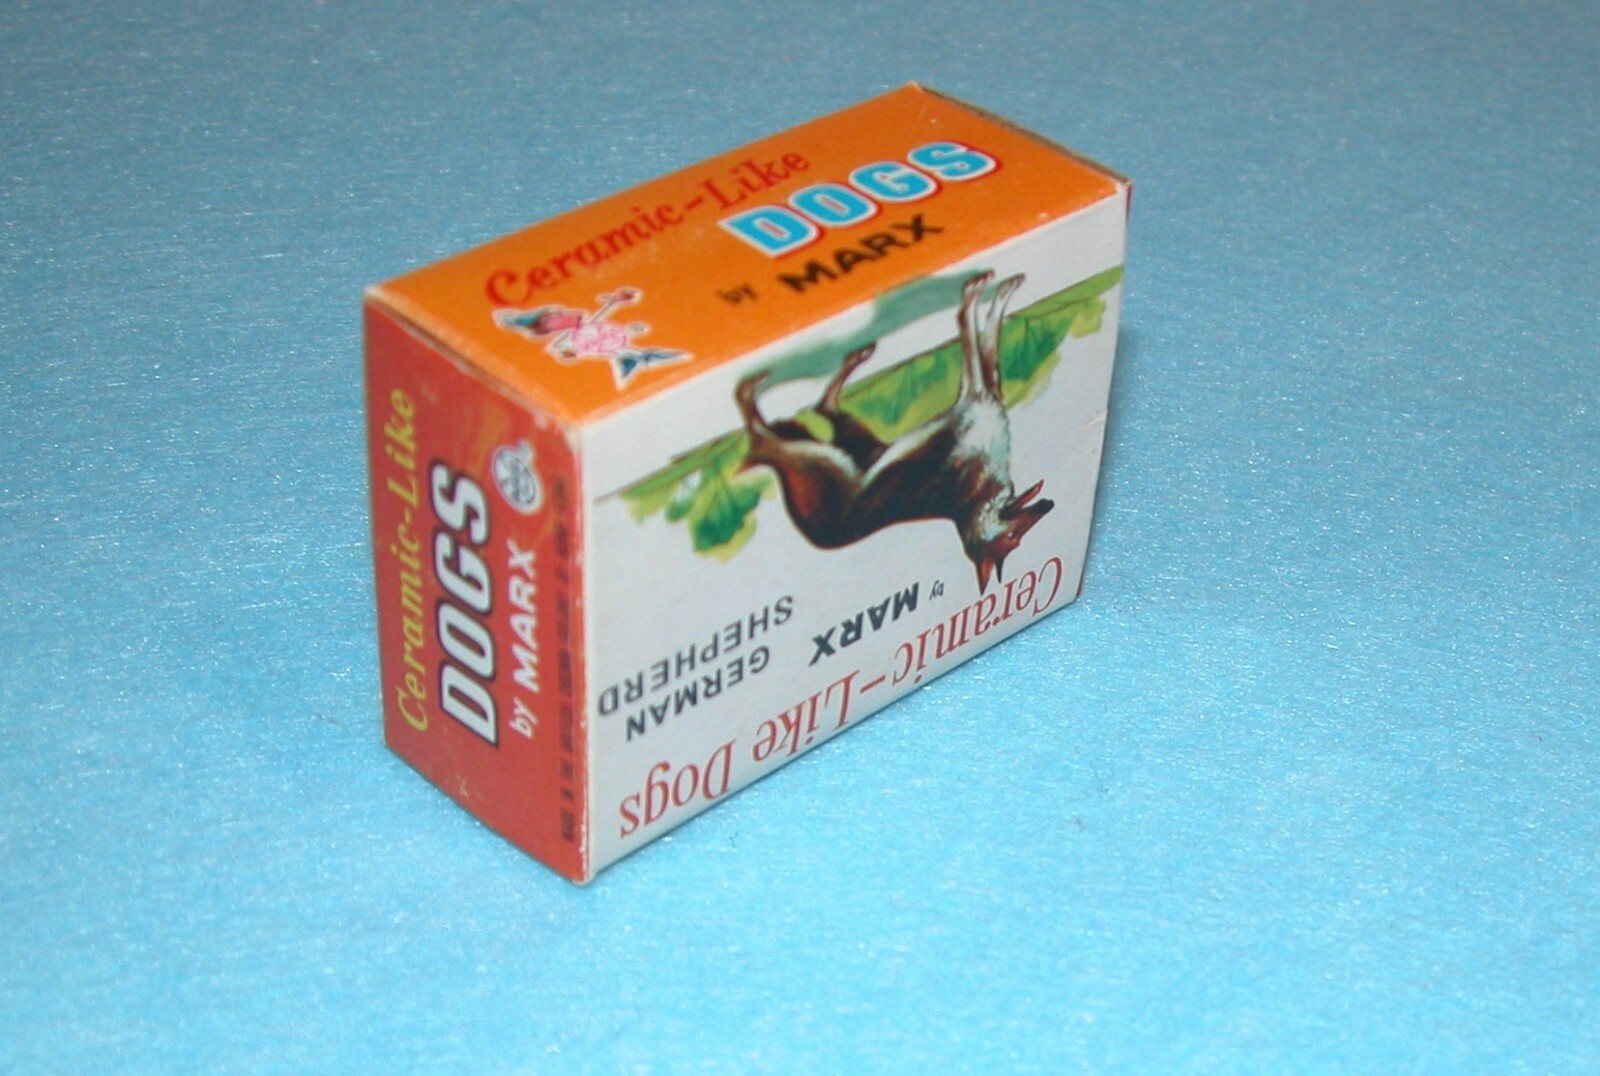 Ceramic-Like
DOGS
by MARX
Ceramic-Like
DOGS
by MARX
Ceramic-Like Dogs
by MARX
GERMAN
SHEPHERD